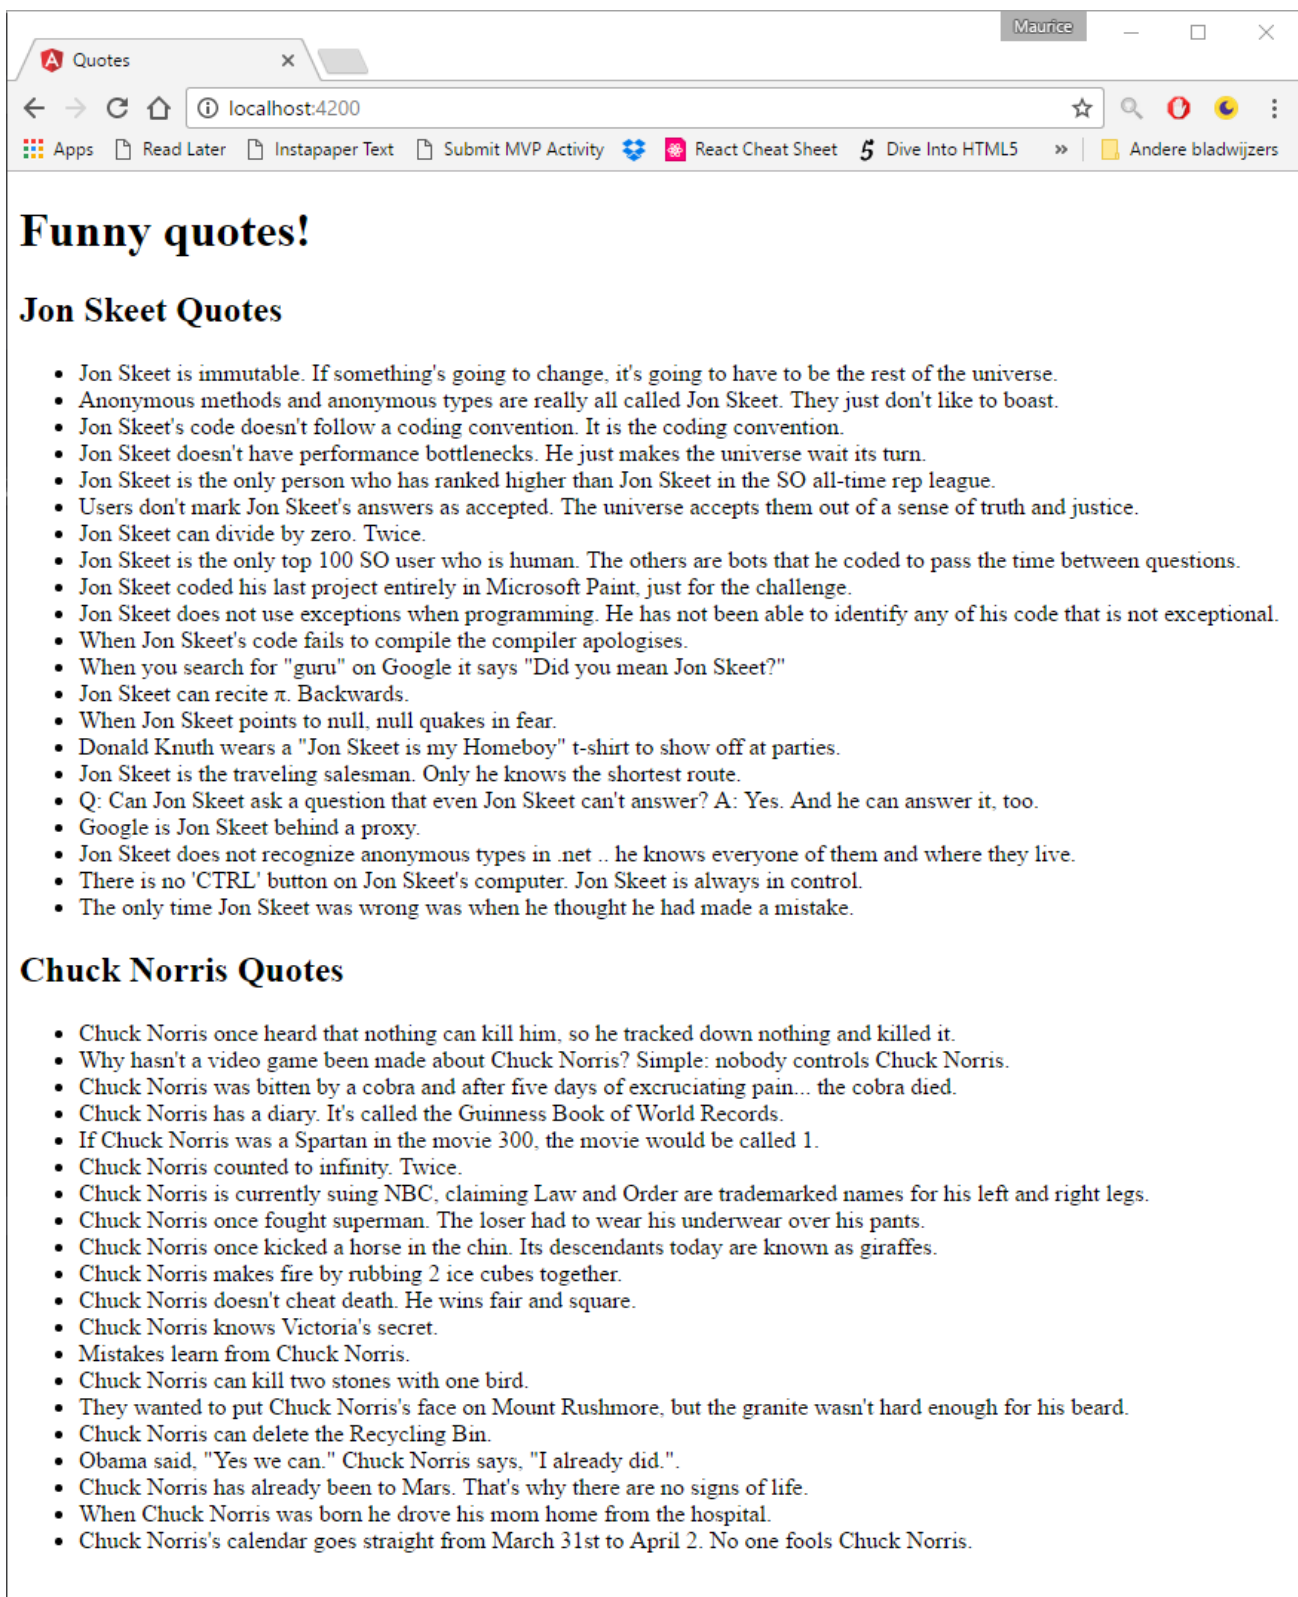 Maurice
Quotes
localhost:4200
Apps Read Later Instapaper Text Submit MVP Activity React Cheat Sheet Dive Into HTML5 » Andere bladwijzers
Funny quotes!
Jon Skeet Quotes
• Jon Skeet is immutable. If something's going to change, it's going to have to be the rest of the universe.
• Anonymous methods and anonymous types are really all called Jon Skeet. They just don't like to boast.
• Jon Skeet's code doesn't follow a coding convention. It is the coding convention.
• Jon Skeet doesn't have performance bottlenecks. He just makes the universe wait its turn.
• Jon Skeet is the only person who has ranked higher than Jon Skeet in the SO all-time rep league.
• Users don't mark Jon Skeet's answers as accepted. The universe accepts them out of a sense of truth and justice.
• Jon Skeet can divide by zero. Twice.
• Jon Skeet is the only top 100 SO user who is human. The others are bots that he coded to pass the time between questions.
• Jon Skeet coded his last project entirely in Microsoft Paint, just for the challenge.
• Jon Skeet does not use exceptions when programming. He has not been able to identify any of his code that is not exceptional.
• When Jon Skeet's code fails to compile the compiler apologises.
• When you search for "guru" on Google it says "Did you mean Jon Skeet?"
• Jon Skeet can recite π. Backwards.
• When Jon Skeet points to null, null quakes in fear.
• Donald Knuth wears a "Jon Skeet is my Homeboy" t-shirt to show off at parties.
• Jon Skeet is the traveling salesman. Only he knows the shortest route.
• Q: Can Jon Skeet ask a question that even Jon Skeet can't answer? A: Yes. And he can answer it, too.
• Google is Jon Skeet behind a proxy.
• Jon Skeet does not recognize anonymous types in .net .. he knows everyone of them and where they live.
• There is no 'CTRL' button on Jon Skeet's computer. Jon Skeet is always in control.
• The only time Jon Skeet was wrong was when he thought he had made a mistake.
Chuck Norris Quotes
• Chuck Norris once heard that nothing can kill him, so he tracked down nothing and killed it.
• Why hasn't a video game been made about Chuck Norris? Simple: nobody controls Chuck Norris.
• Chuck Norris was bitten by a cobra and after five days of excruciating pain... the cobra died.
• Chuck Norris has a diary. It's called the Guinness Book of World Records.
• If Chuck Norris was a Spartan in the movie 300, the movie would be called 1.
• Chuck Norris counted to infinity. Twice.
• Chuck Norris is currently suing NBC, claiming Law and Order are trademarked names for his left and right legs.
• Chuck Norris once fought superman. The loser had to wear his underwear over his pants.
• Chuck Norris once kicked a horse in the chin. Its descendants today are known as giraffes.
• Chuck Norris makes fire by rubbing 2 ice cubes together.
• Chuck Norris doesn't cheat death. He wins fair and square.
• Chuck Norris knows Victoria's secret.
• Mistakes learn from Chuck Norris.
• Chuck Norris can kill two stones with one bird.
• They wanted to put Chuck Norris's face on Mount Rushmore, but the granite wasn't hard enough for his beard.
• Chuck Norris can delete the Recycling Bin.
• Obama said, "Yes we can." Chuck Norris says, "I already did.".
• Chuck Norris has already been to Mars. That's why there are no signs of life.
• When Chuck Norris was born he drove his mom home from the hospital.
• Chuck Norris's calendar goes straight from March 31st to April 2. No one fools Chuck Norris.